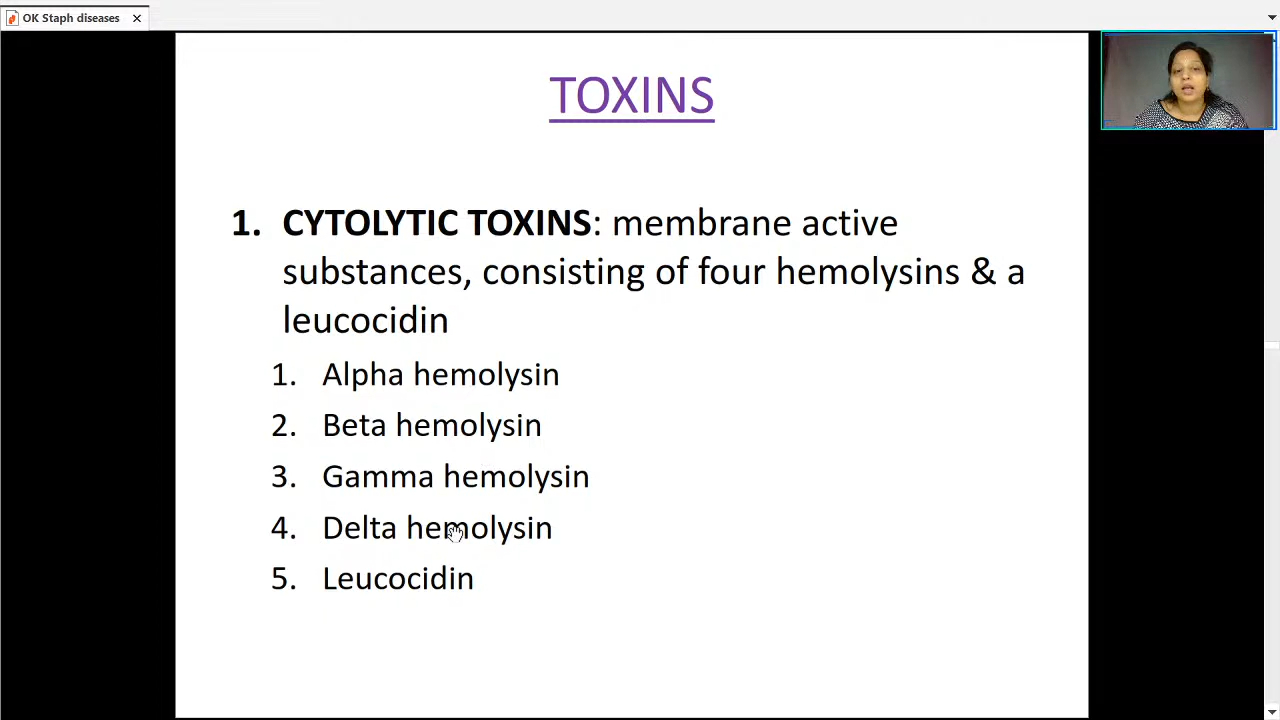 OK Staph diseases
TOXINS
1. CYTOLYTIC TOXINS: membrane active
substances, consisting of four hemolysins & a
leucocidin
1. Alpha hemolysin
2. Beta hemolysin
3. Gamma hemolysin
4. Delta hemolysin
5. Leucocidin